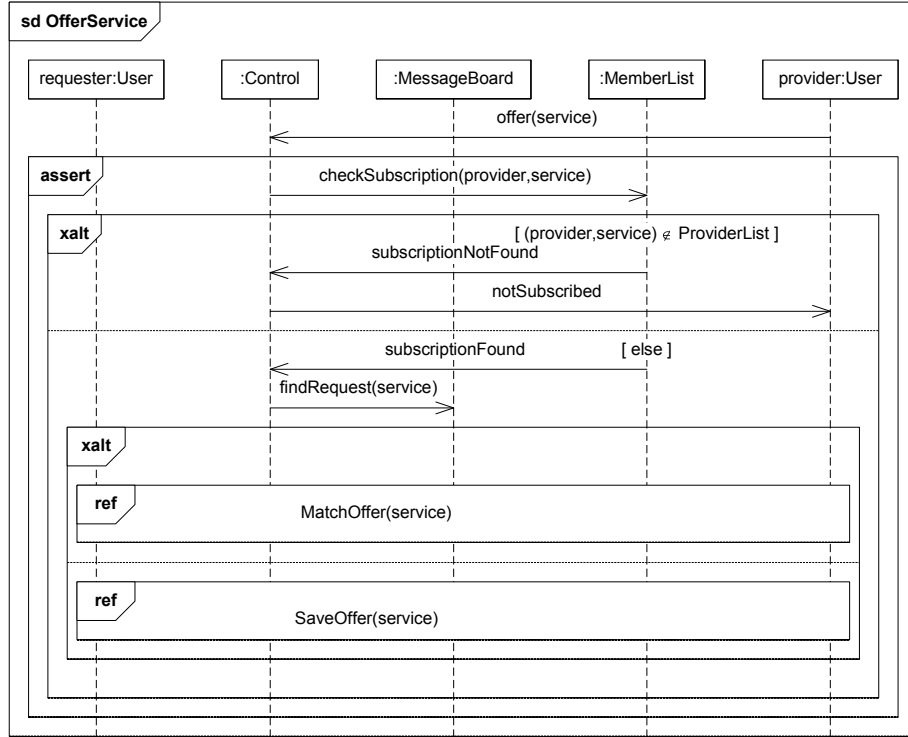 sd OfferService
requester:User :Control :MessageBoard :MemberList provider:User
offer(service)
assert
checkSubscription(provider,service)
xalt
[ (provider,service) ∉ ProviderList ]
subscriptionNotFound
notSubscribed
subscriptionFound [ else ]
findRequest(service)
xalt
ref
MatchOffer(service)
ref
SaveOffer(service)